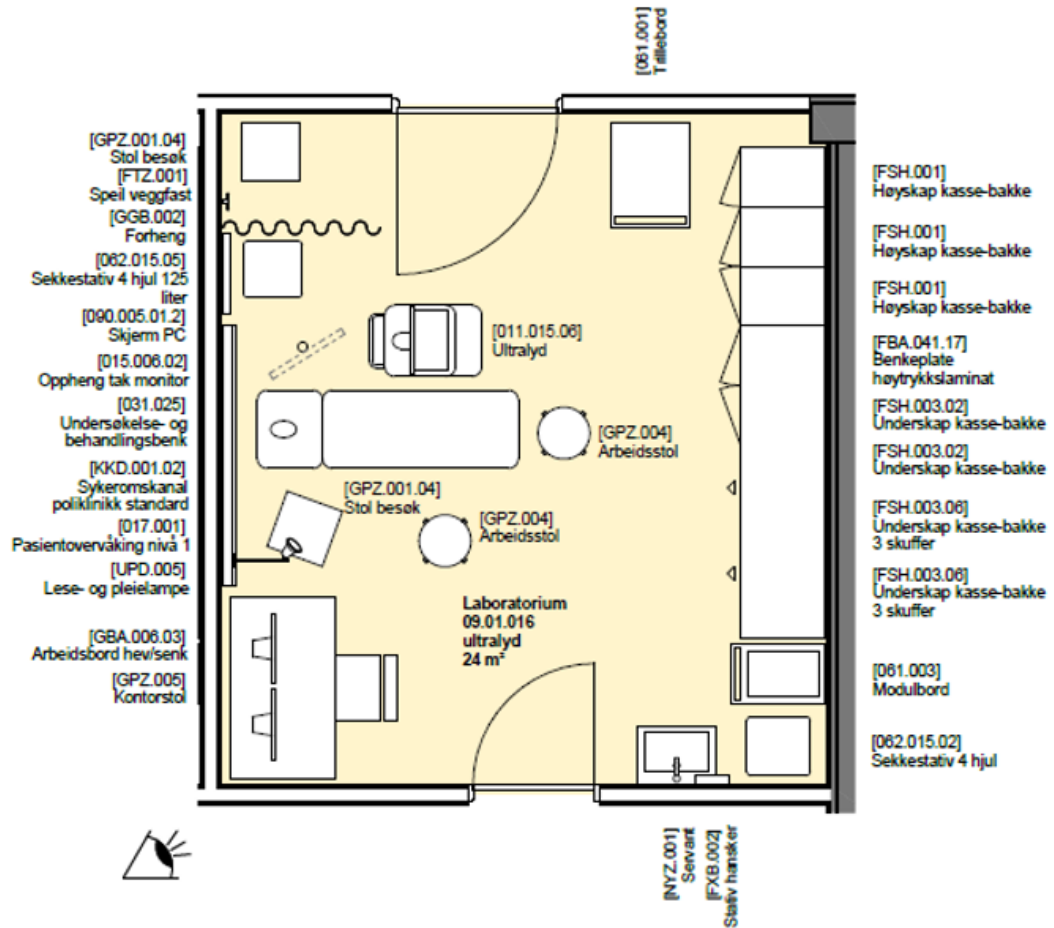 [061.001]
Trillebord
[GPZ.001.04]
Stol besøk
[FTZ.001]
Speil veggfast
[GGB.002]
Forheng
[062.015.05]
Sekkestativ 4 hjul 125
liter
[090.005.01.2]
Skjerm PC
[015.006.02]
Oppheng tak monitor
[031.025]
Undersøkelse- og
behandlingsbenk
[KKD.001.02]
Sykeromskanal
poliklinikk standard
[017.001]
Pasientovervåking nivå 1
[UPD.005]
Lese- og pleielampe
[GBA.006.03]
Arbeidsbord hev/senk
[GPZ.005]
Kontorstol
[011.015.06]
Ultralyd
[GPZ.004]
Arbeidsstol
[GPZ.001.04]
Stol besøk
[GPZ.004]
Arbeidsstol
Laboratorium
09.01.016
ultralyd
24 m²
[FSH.001]
Høyskap kasse-bakke
[FSH.001]
Høyskap kasse-bakke
[FSH.001]
Høyskap kasse-bakke
[FBA.041.17]
Benkeplate
høytrykkslaminat
[FSH.003.02]
Underskap kasse-bakke
[FSH.003.02]
Underskap kasse-bakke
[FSH.003.06]
Underskap kasse-bakke
3 skuffer
[FSH.003.06]
Underskap kasse-bakke
3 skuffer
[061.003]
Modulbord
[062.015.02]
Sekkestativ 4 hjul
[NYZ.001]
Servant
[FXB.002]
Stativ hansker